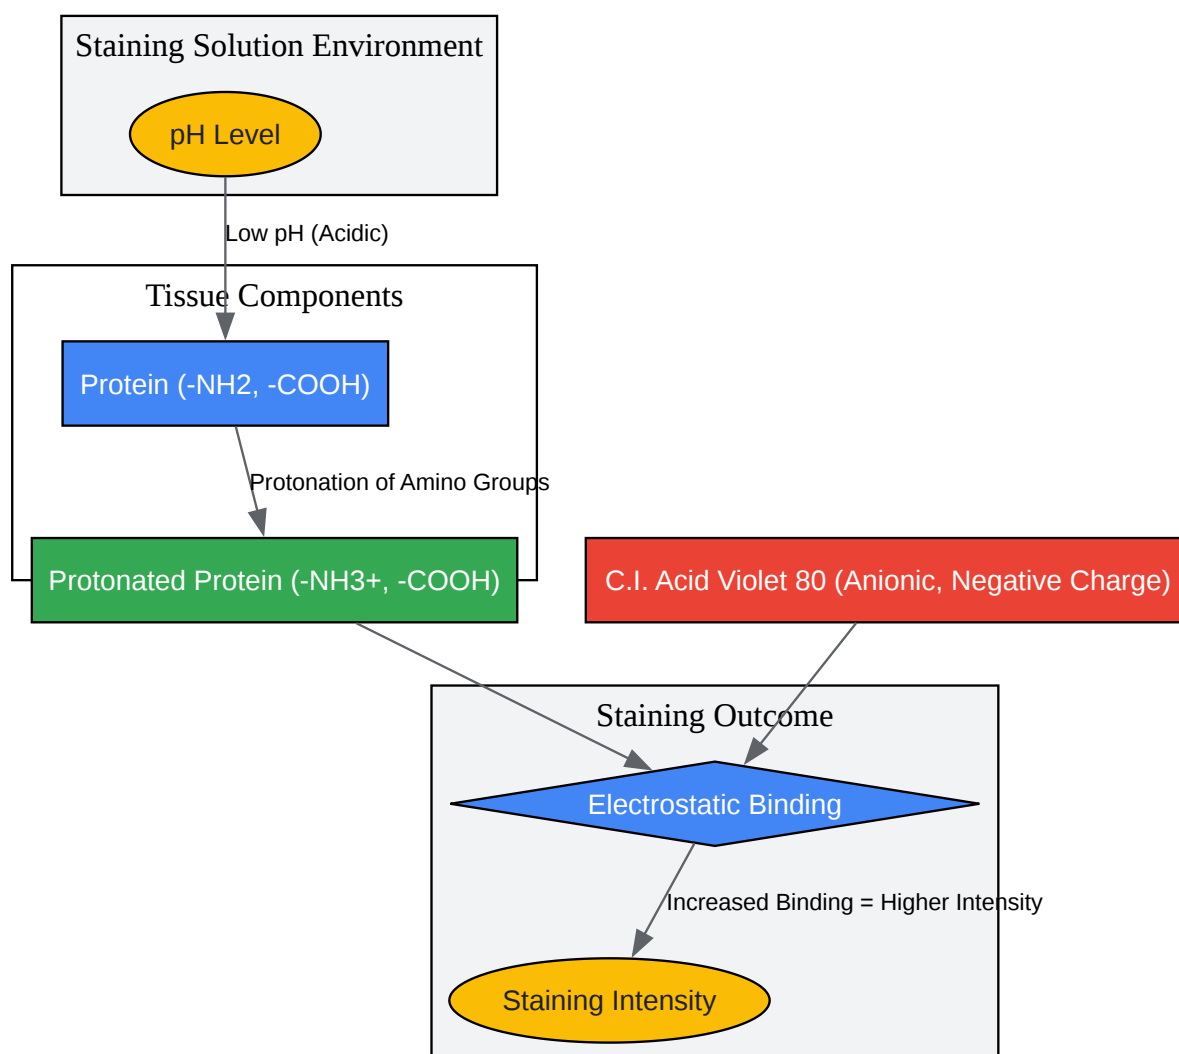 Staining Solution Environment
pH Level
Low pH (Acidic)
Tissue Components
Protein (-NH2, -COOH)
Protonation of Amino Groups
Protonated Protein (-NH3+, -COOH)
C.I. Acid Violet 80 (Anionic, Negative Charge)
Staining Outcome
Electrostatic Binding
Increased Binding = Higher Intensity
Staining Intensity